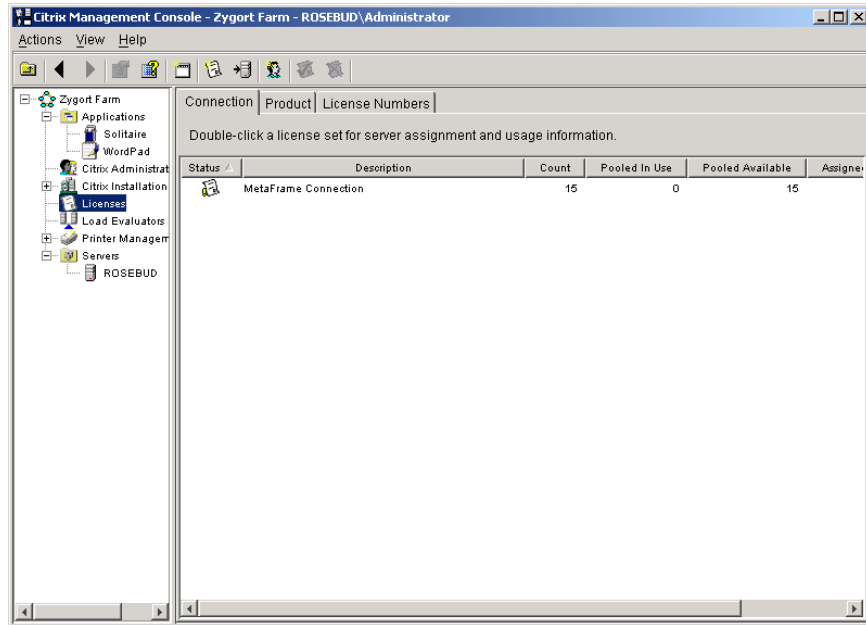 Citrix Management Console - Zygort Farm - ROSEBUD\Administrator
Actions View Help
Zygort Farm
Applications
Solitaire
WordPad
Citrix Administrat
Citrix Installation
Licenses
Load Evaluators
Printer Managem
Servers
ROSEBUD
Connection Product License Numbers
Double-click a license set for server assignment and usage information.
Status Description Count Pooled In Use Pooled Available Assigne
MetaFrame Connection 15 0 15